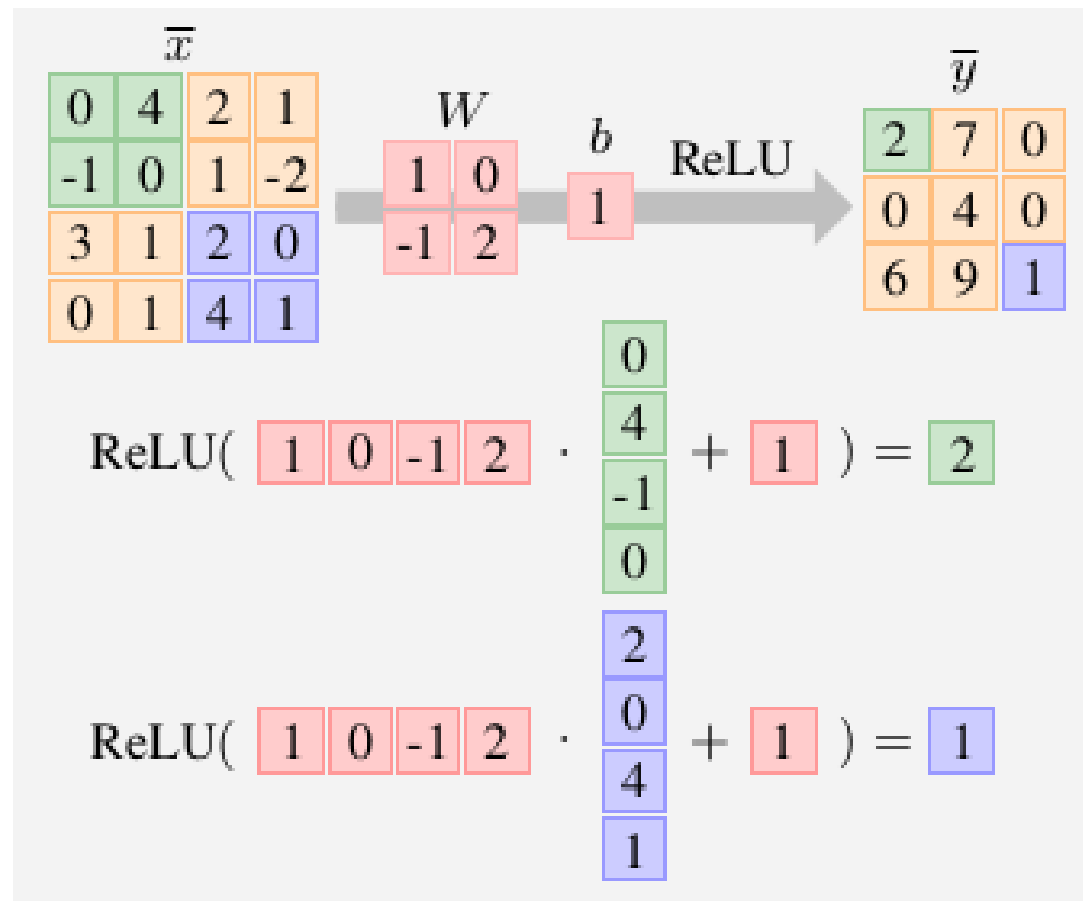 x̅
0 4 2 1
-1 0 1 -2
3 1 2 0
0 1 4 1
W
1 0
-1 2
b
1
ReLU
y̅
2 7 0
0 4 0
6 9 1
ReLU( 1 0 -1 2 · 0 4 -1 0 + 1 ) = 2
ReLU( 1 0 -1 2 · 2 0 4 1 + 1 ) = 1